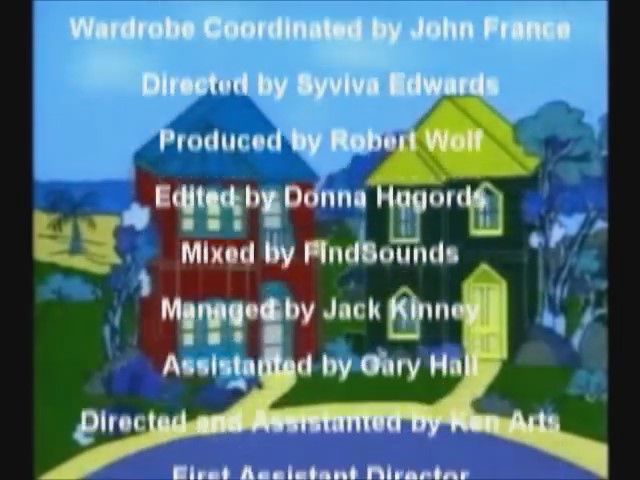 Wardrobe Coordinated by John France
Directed by Syviva Edwards
Produced by Robert Wolf
Edited by Donna Hugords
Mixed by FindSounds
Managed by Jack Kinney
Assistanted by Gary Hall
Directed and Assistanted by Ken Arts
First Assistant Director